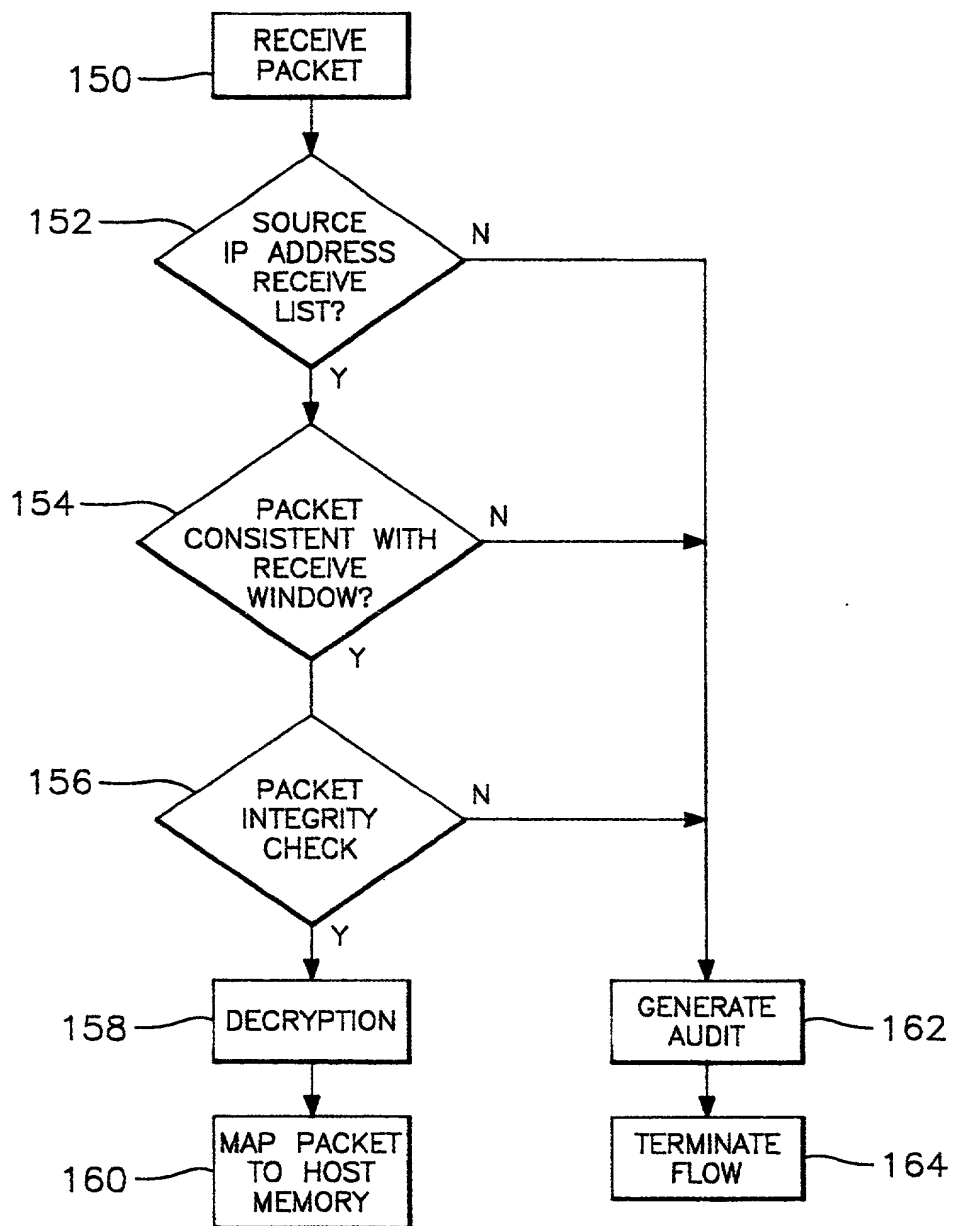 RECEIVE
PACKET
150
152
SOURCE
IP ADDRESS
RECEIVE
LIST?
N
Y
154
PACKET
CONSISTENT WITH
RECEIVE
WINDOW?
N
Y
156
PACKET
INTEGRITY
CHECK
N
Y
158
DECRYPTION
GENERATE
AUDIT
162
160
MAP PACKET
TO HOST
MEMORY
TERMINATE
FLOW
164